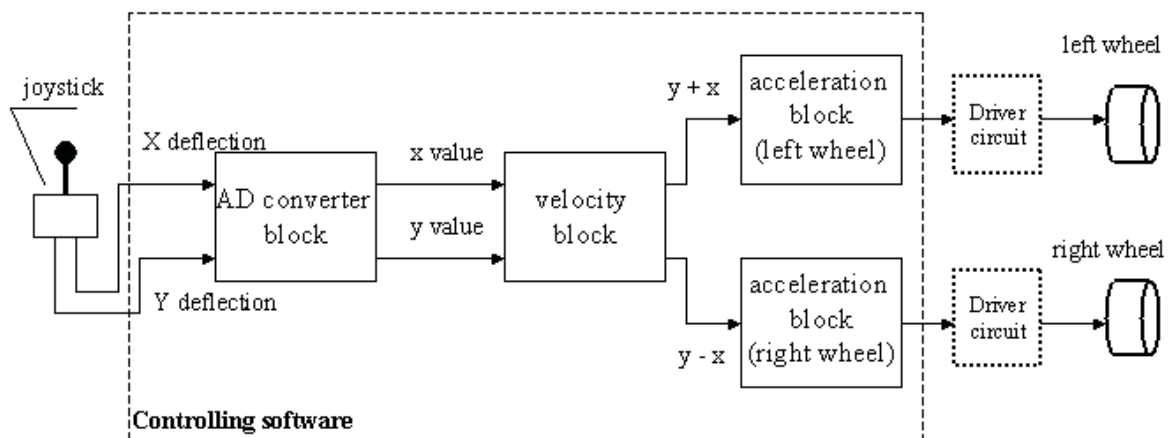 joystick
X deflection
Y deflection
AD converter
block
x value
y value
velocity
block
y + x
y - x
acceleration
block
(left wheel)
acceleration
block
(right wheel)
Driver
circuit
Driver
circuit
left wheel
right wheel
Controlling software